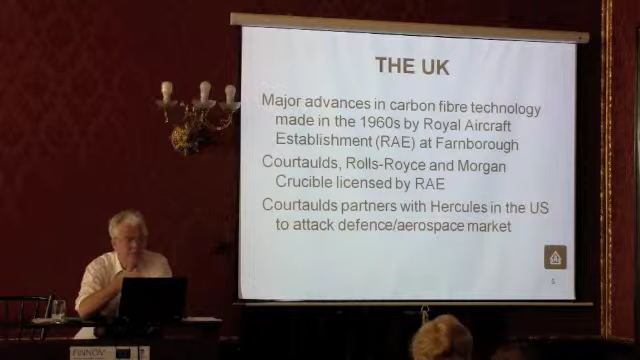 THE UK
Major advances in carbon fibre technology
made in the 1960s by Royal Aircraft
Establishment (RAE) at Farnborough
Courtaulds, Rolls-Royce and Morgan
Crucible licensed by RAE
Courtaulds partners with Hercules in the US
to attack defence/aerospace market
FINNOV